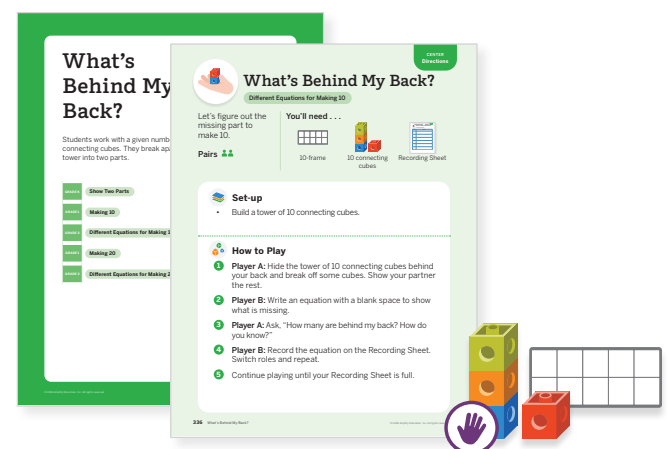 What's
Behind My
Back?
Students work with a given
connecting cubes. They break
tower into two parts.
Show Two Parts
Making 10
Different Equations for Making
Making 20
Different Equations for Making
CENTER
Directions
What's Behind My Back?
Different Equations for Making 10
Let's figure out the
missing part to
make 10.
Pairs
You'll need . . .
10-frame
10 connecting
cubes
Recording Sheet
Set-up
• Build a tower of 10 connecting cubes.
How to Play
1 Player A: Hide the tower of 10 connecting cubes behind
your back and break off some cubes. Show your partner
the rest.
2 Player B: Write an equation with a blank space to show
what is missing.
3 Player A: Ask, "How many are behind my back? How do
you know?"
4 Player B: Record the equation on the Recording Sheet.
Switch roles and repeat.
5 Continue playing until your Recording Sheet is full.
336 What's Behind My Back?